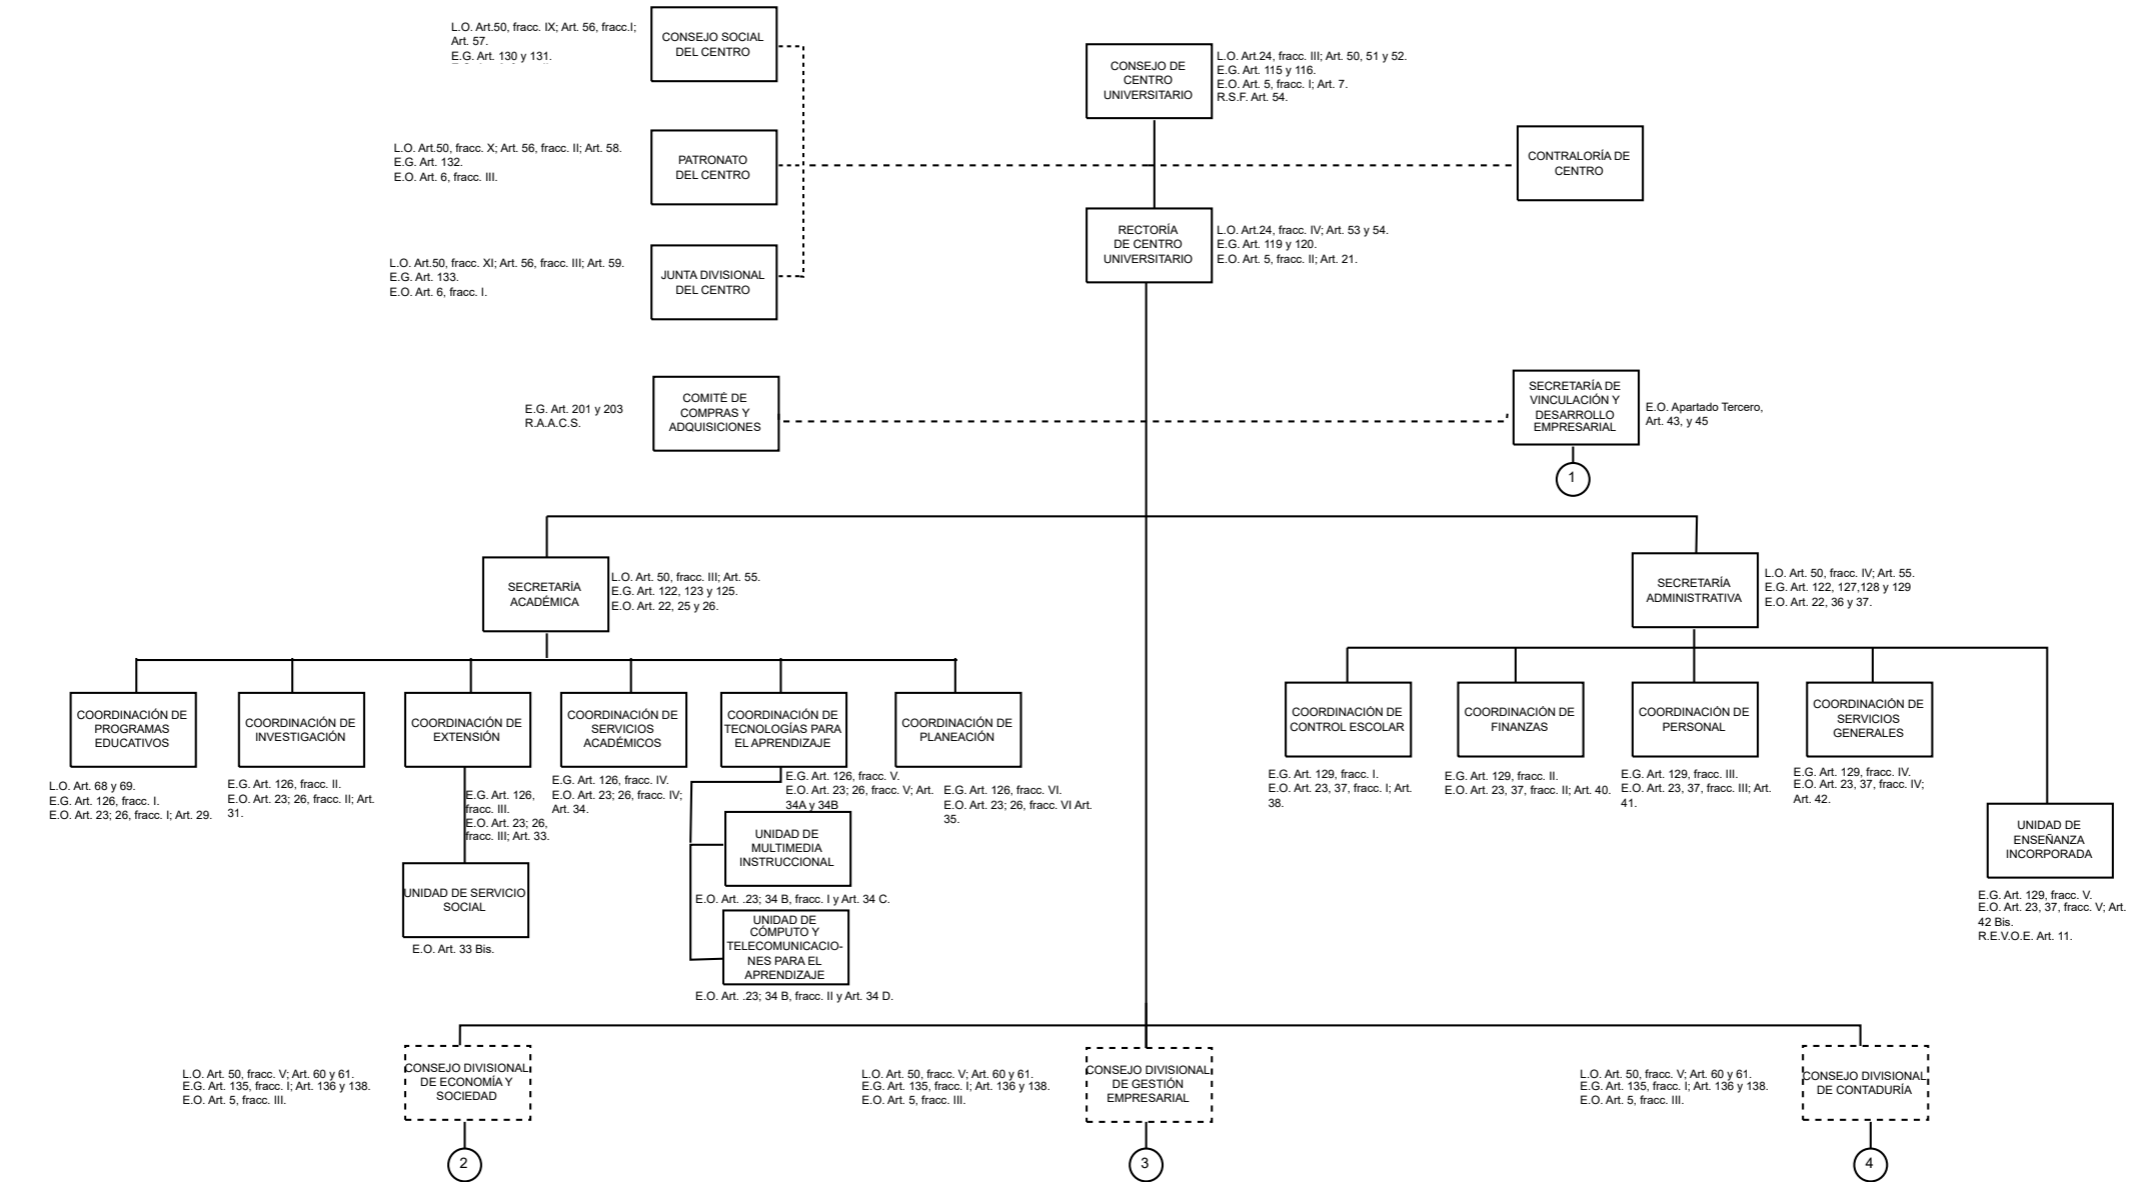 L.O. Art.50, fracc. IX; Art. 56, fracc.I;
Art. 57.
E.G. Art. 130 y 131.
CONSEJO SOCIAL
DEL CENTRO
CONSEJO DE
CENTRO
UNIVERSITARIO
L.O. Art.24, fracc. III; Art. 50, 51 y 52.
E.G. Art. 115 y 116.
E.O. Art. 5, fracc. I; Art. 7.
R.S.F. Art. 54.
L.O. Art.50, fracc. X; Art. 56, fracc. II; Art. 58.
E.G. Art. 132.
E.O. Art. 6, fracc. III.
PATRONATO
DEL CENTRO
CONTRALORÍA DE
CENTRO
RECTORÍA
DE CENTRO
UNIVERSITARIO
L.O. Art.24, fracc. IV; Art. 53 y 54.
E.G. Art. 119 y 120.
E.O. Art. 5, fracc. II; Art. 21.
L.O. Art.50, fracc. XI; Art. 56, fracc. III; Art. 59.
E.G. Art. 133.
E.O. Art. 6, fracc. I.
JUNTA DIVISIONAL
DEL CENTRO
E.G. Art. 201 y 203
R.A.A.C.S.
COMITÉ DE
COMPRAS Y
ADQUISICIONES
SECRETARÍA DE
VINCULACIÓN Y
DESARROLLO
EMPRESARIAL
E.O. Apartado Tercero,
Art. 43, y 45
1
SECRETARÍA
ACADÉMICA
L.O. Art. 50, fracc. III; Art. 55.
E.G. Art. 122, 123 y 125.
E.O. Art. 22, 25 y 26.
SECRETARÍA
ADMINISTRATIVA
L.O. Art. 50, fracc. IV; Art. 55.
E.G. Art. 122, 127,128 y 129
E.O. Art. 22, 36 y 37.
COORDINACIÓN DE
PROGRAMAS
EDUCATIVOS
L.O. Art. 68 y 69.
E.G. Art. 126, fracc. I.
E.O. Art. 23; 26, fracc. I; Art. 29.
COORDINACIÓN DE
INVESTIGACIÓN
E.G. Art. 126, fracc. II.
E.O. Art. 23; 26, fracc. II; Art.
31.
COORDINACIÓN DE
EXTENSIÓN
E.G. Art. 126,
fracc. III.
E.O. Art. 23; 26,
fracc. III; Art. 33.
UNIDAD DE SERVICIO
SOCIAL
E.O. Art. 33 Bis.
COORDINACIÓN DE
SERVICIOS
ACADÉMICOS
E.G. Art. 126, fracc. IV.
E.O. Art. 23; 26, fracc. IV;
Art. 34.
COORDINACIÓN DE
TECNOLOGÍAS PARA
EL APRENDIZAJE
E.G. Art. 126, fracc. V.
E.O. Art. 23; 26, fracc. V; Art.
34A y 34B
UNIDAD DE
MULTIMEDIA
INSTRUCCIONAL
E.O. Art. .23; 34 B, fracc. I y Art. 34 C.
UNIDAD DE
CÓMPUTO Y
TELECOMUNICACIO-
NES PARA EL
APRENDIZAJE
E.O. Art. .23; 34 B, fracc. II y Art. 34 D.
COORDINACIÓN DE
PLANEACIÓN
E.G. Art. 126, fracc. VI.
E.O. Art. 23; 26, fracc. VI Art.
35.
COORDINACIÓN DE
CONTROL ESCOLAR
E.G. Art. 129, fracc. I.
E.O. Art. 23, 37, fracc. I; Art.
38.
COORDINACIÓN DE
FINANZAS
E.G. Art. 129, fracc. II.
E.O. Art. 23, 37, fracc. II; Art. 40.
COORDINACIÓN DE
PERSONAL
E.G. Art. 129, fracc. III.
E.O. Art. 23, 37, fracc. III; Art.
41.
COORDINACIÓN DE
SERVICIOS
GENERALES
E.G. Art. 129, fracc. IV.
E.O. Art. 23, 37, fracc. IV;
Art. 42.
UNIDAD DE
ENSEÑANZA
INCORPORADA
E.G. Art. 129, fracc. V.
E.O. Art. 23, 37, fracc. V; Art.
42 Bis.
R.E.V.O.E. Art. 11.
L.O. Art. 50, fracc. V; Art. 60 y 61.
E.G. Art. 135, fracc. I; Art. 136 y 138.
E.O. Art. 5, fracc. III.
CONSEJO DIVISIONAL
DE ECONOMÍA Y
SOCIEDAD
2
L.O. Art. 50, fracc. V; Art. 60 y 61.
E.G. Art. 135, fracc. I; Art. 136 y 138.
E.O. Art. 5, fracc. III.
CONSEJO DIVISIONAL
DE GESTIÓN
EMPRESARIAL
3
L.O. Art. 50, fracc. V; Art. 60 y 61.
E.G. Art. 135, fracc. I; Art. 136 y 138.
E.O. Art. 5, fracc. III.
CONSEJO DIVISIONAL
DE CONTADURÍA
4